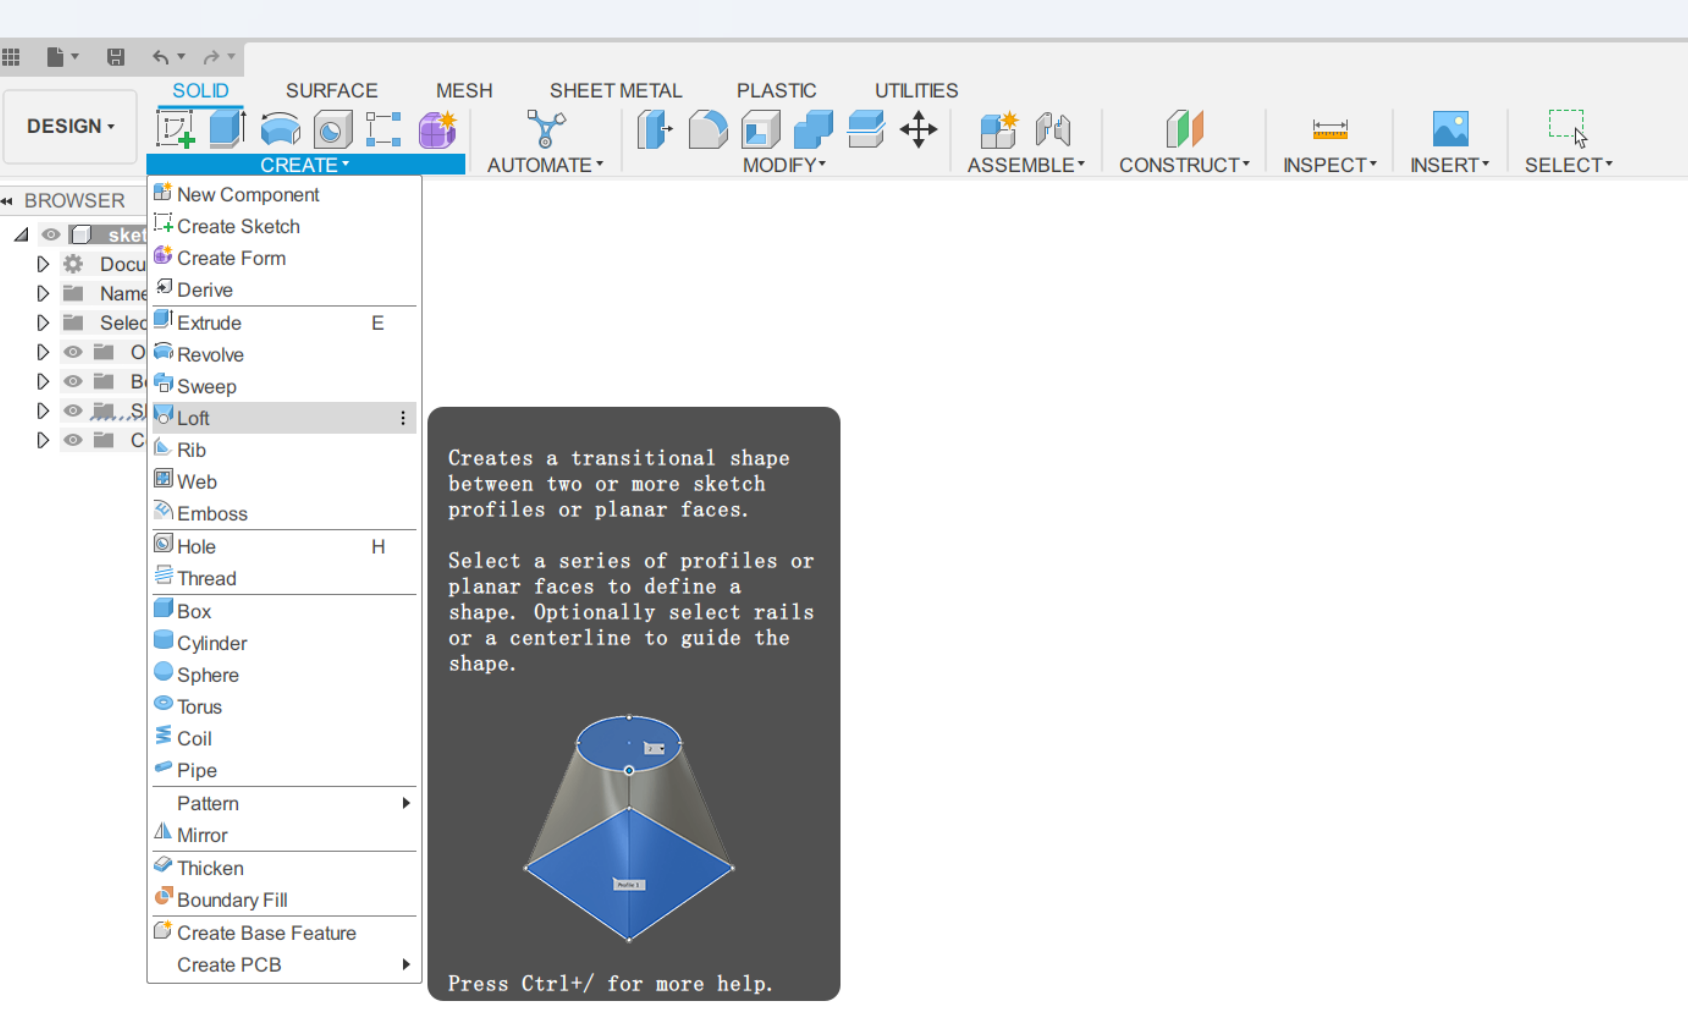 SOLID SURFACE MESH SHEET METAL PLASTIC UTILITIES
DESIGN
CREATE AUTOMATE MODIFY ASSEMBLE CONSTRUCT INSPECT INSERT SELECT
BROWSER
sket
Docu
Name
Selec
O
B
S
C
New Component
Create Sketch
Create Form
Derive
Extrude E
Revolve
Sweep
Loft
Rib
Web
Emboss
Hole H
Thread
Box
Cylinder
Sphere
Torus
Coil
Pipe
Pattern
Mirror
Thicken
Boundary Fill
Create Base Feature
Create PCB
Creates a transitional shape
between two or more sketch
profiles or planar faces.
Select a series of profiles or
planar faces to define a
shape. Optionally select rails
or a centerline to guide the
shape.
2
Profile 1
Press Ctrl+/ for more help.